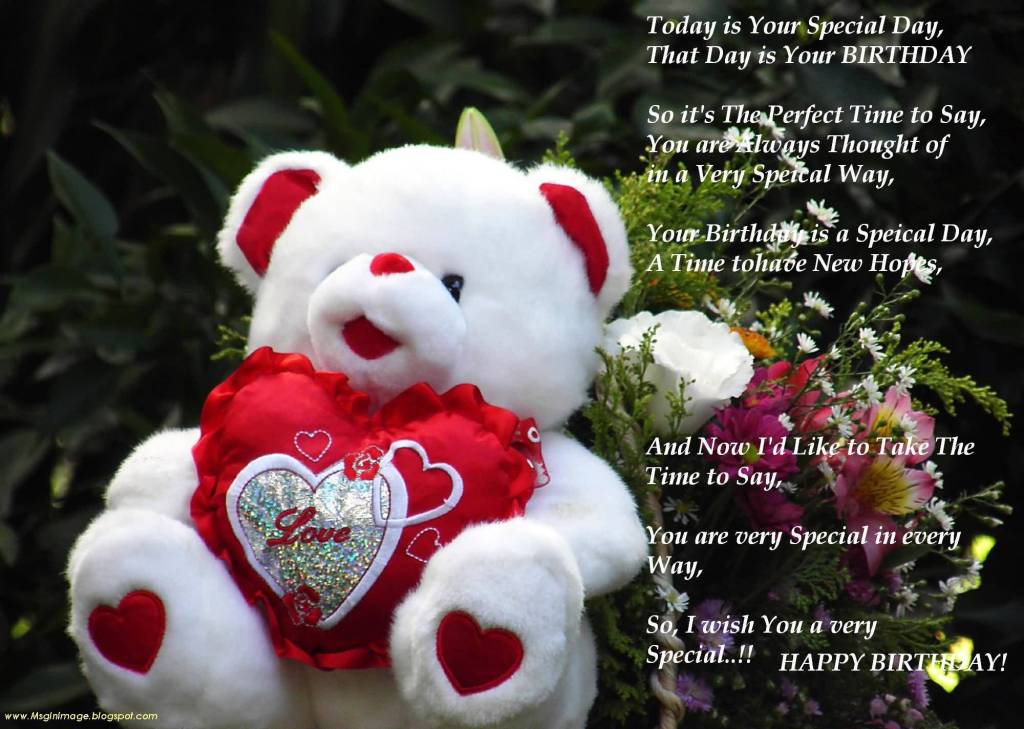 Today is Your Special Day,
That Day is Your BIRTHDAY
So it's The Perfect Time to Say,
You are Always Thought of
in a Very Speical Way,
Your Birthday is a Speical Day,
A Time tohave New Hopes,
And Now I'd Like to Take The
Time to Say,
You are very Special in every
Way,
So, I wish You a very
Special..!!
HAPPY BIRTHDAY!
Love
www.MsgInImage.blogspot.com